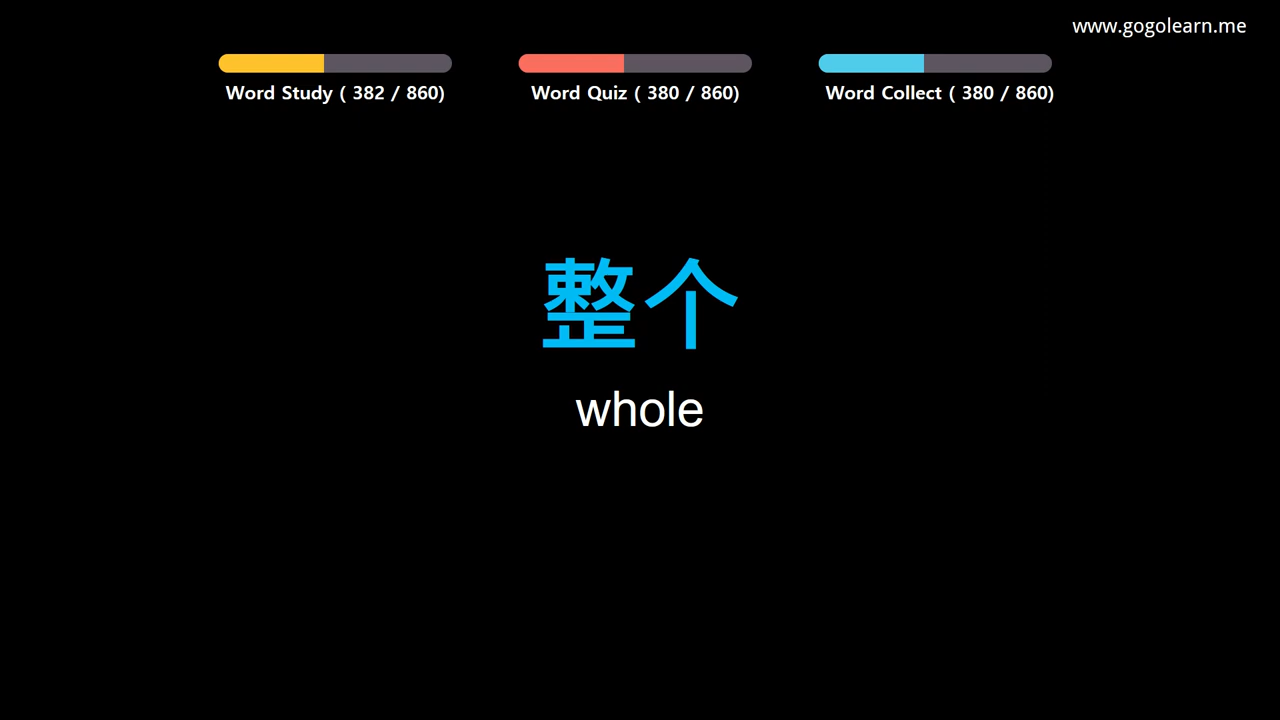 www.gogolearn.me
Word Study ( 382 / 860)
Word Quiz ( 380 / 860)
Word Collect ( 380 / 860)
整个
whole